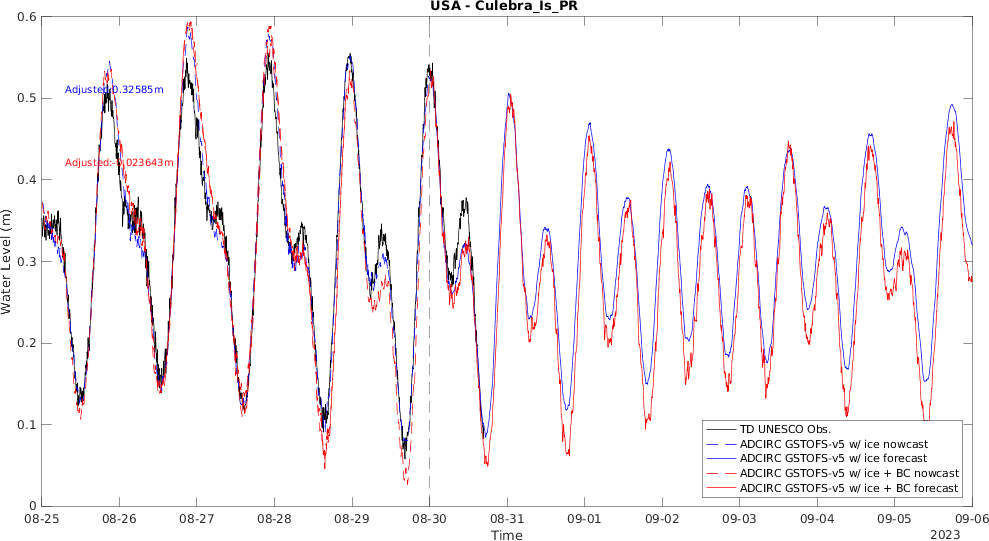 USA - Culebra_Is_PR
0.6
0.5
0.4
0.3
0.2
0.1
0
Water Level (m)
Adjusted:0.32585m
Adjusted:-0.023643m
TD UNESCO Obs.
ADCIRC GSTOFS-v5 w/ ice nowcast
ADCIRC GSTOFS-v5 w/ ice forecast
ADCIRC GSTOFS-v5 w/ ice + BC nowcast
ADCIRC GSTOFS-v5 w/ ice + BC forecast
08-25 08-26 08-27 08-28 08-29 08-30 08-31 09-01 09-02 09-03 09-04 09-05 09-06
Time
2023